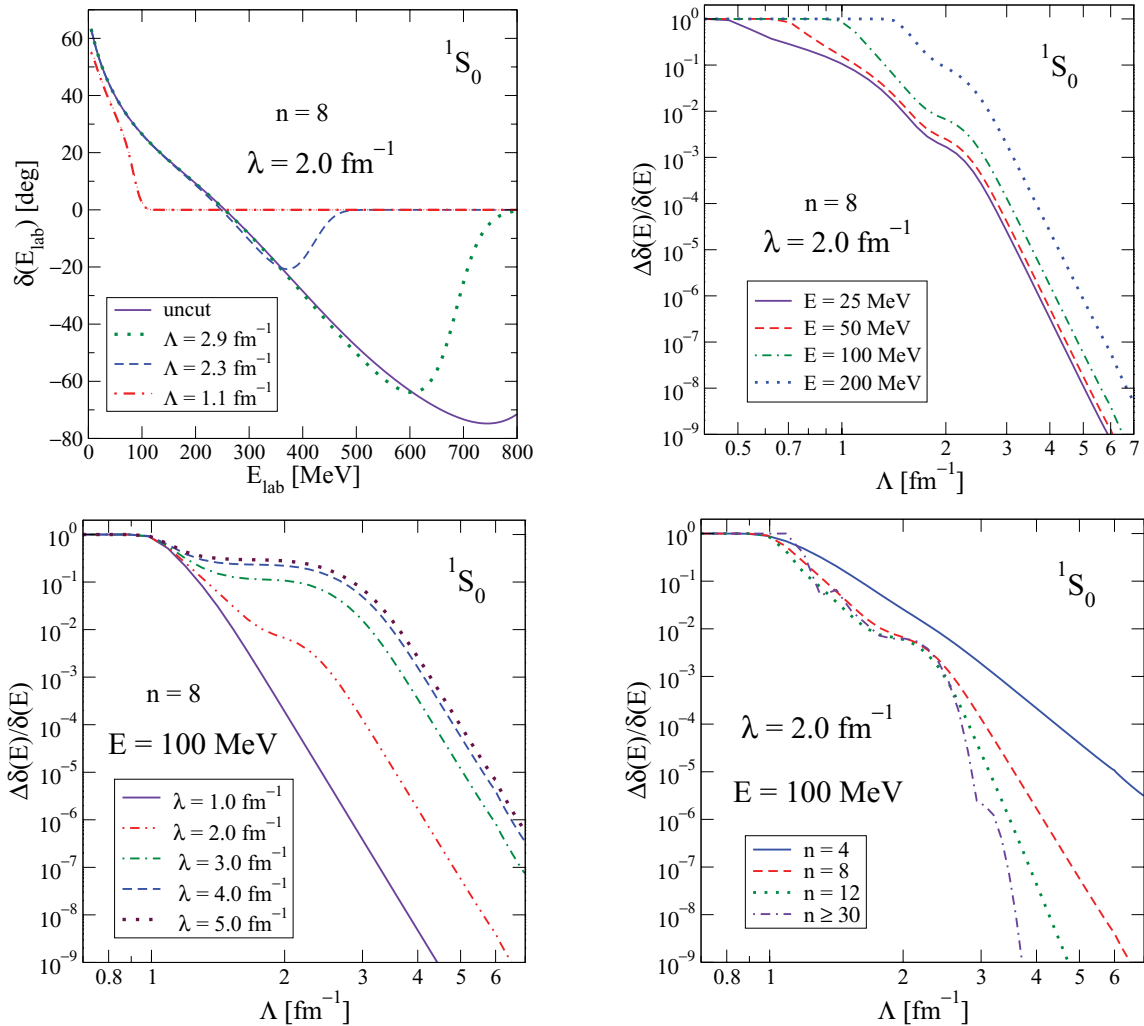 60
40
20
0
−20
−40
−60
−80
δ(E_lab) [deg]
¹S₀
n = 8
λ = 2.0 fm⁻¹
uncut
Λ = 2.9 fm⁻¹
Λ = 2.3 fm⁻¹
Λ = 1.1 fm⁻¹
0 100 200 300 400 500 600 700 800
E_lab [MeV]
10⁰
10⁻¹
10⁻²
10⁻³
10⁻⁴
10⁻⁵
10⁻⁶
10⁻⁷
10⁻⁸
10⁻⁹
Δδ(E)/δ(E)
¹S₀
n = 8
λ = 2.0 fm⁻¹
E = 25 MeV
E = 50 MeV
E = 100 MeV
E = 200 MeV
0.5 0.7 1 2 3 4 5 6 7
Λ [fm⁻¹]
10⁰
10⁻¹
10⁻²
10⁻³
10⁻⁴
10⁻⁵
10⁻⁶
10⁻⁷
10⁻⁸
10⁻⁹
Δδ(E)/δ(E)
¹S₀
n = 8
E = 100 MeV
λ = 1.0 fm⁻¹
λ = 2.0 fm⁻¹
λ = 3.0 fm⁻¹
λ = 4.0 fm⁻¹
λ = 5.0 fm⁻¹
0.8 1 2 3 4 5 6
Λ [fm⁻¹]
10⁰
10⁻¹
10⁻²
10⁻³
10⁻⁴
10⁻⁵
10⁻⁶
10⁻⁷
10⁻⁸
10⁻⁹
Δδ(E)/δ(E)
¹S₀
λ = 2.0 fm⁻¹
E = 100 MeV
n = 4
n = 8
n = 12
n ≥ 30
0.8 1 2 3 4 5 6
Λ [fm⁻¹]